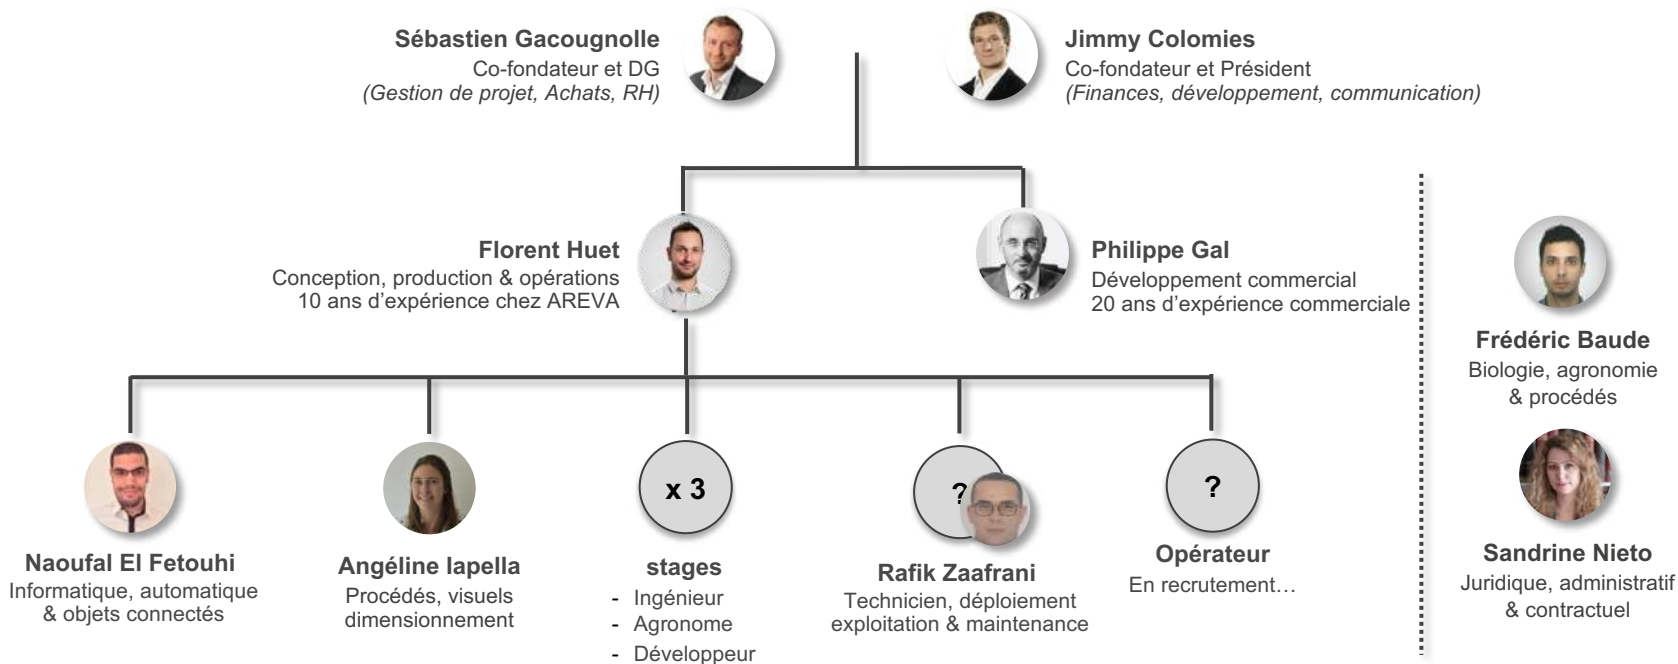 Sébastien Gacougnolle
Co-fondateur et DG
(Gestion de projet, Achats, RH)
Jimmy Colomies
Co-fondateur et Président
(Finances, développement, communication)
Florent Huet
Conception, production & opérations
10 ans d’expérience chez AREVA
Philippe Gal
Développement commercial
20 ans d’expérience commerciale
Frédéric Baude
Biologie, agronomie
& procédés
Naoufal El Fetouhi
Informatique, automatique
& objets connectés
Angéline Iapella
Procédés, visuels
dimensionnement
x 3
stages
- Ingénieur
- Agronome
- Développeur
?
Rafik Zaafrani
Technicien, déploiement
exploitation & maintenance
?
Opérateur
En recrutement…
Sandrine Nieto
Juridique, administratif
& contractuel